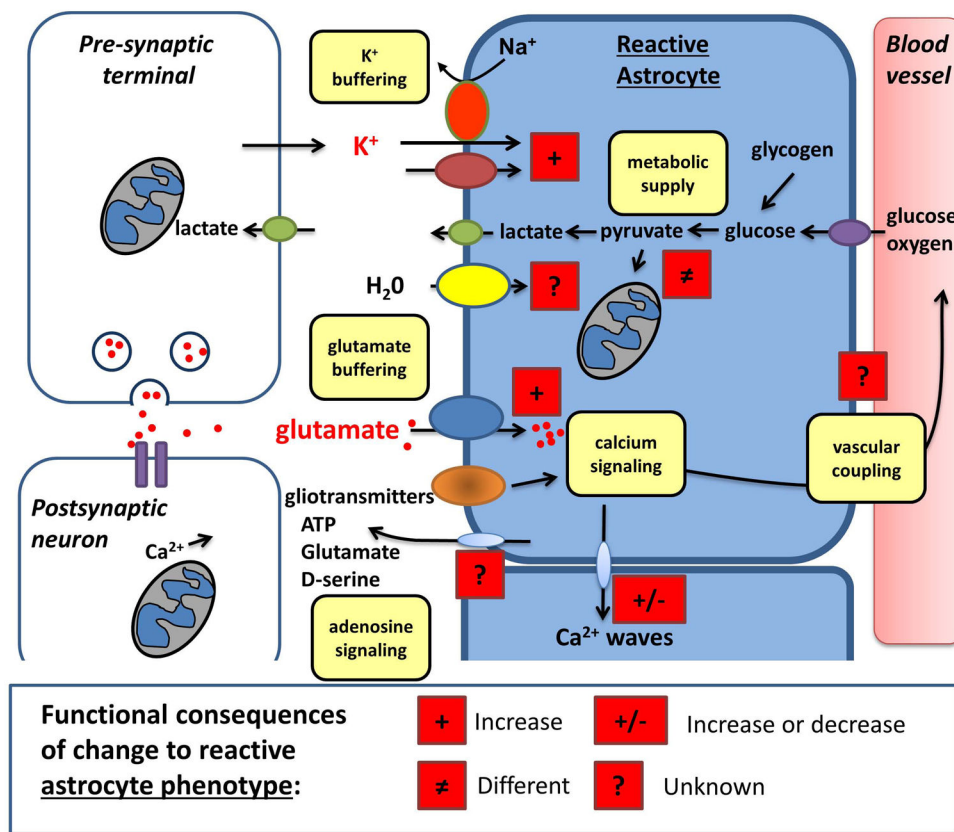 Pre-synaptic
terminal
K⁺
buffering
Na⁺
Reactive
Astrocyte
Blood
vessel
K⁺
+
metabolic
supply
glycogen
lactate
lactate
pyruvate
glucose
glucose
oxygen
≠
H₂0
?
glutamate
buffering
+
?
glutamate
calcium
signaling
vascular
coupling
Postsynaptic
neuron
Ca²⁺
gliotransmitters
ATP
Glutamate
D-serine
?
+/-
Ca²⁺ waves
adenosine
signaling
Functional consequences
of change to reactive
astrocyte phenotype:
+ Increase
+/- Increase or decrease
≠ Different
? Unknown